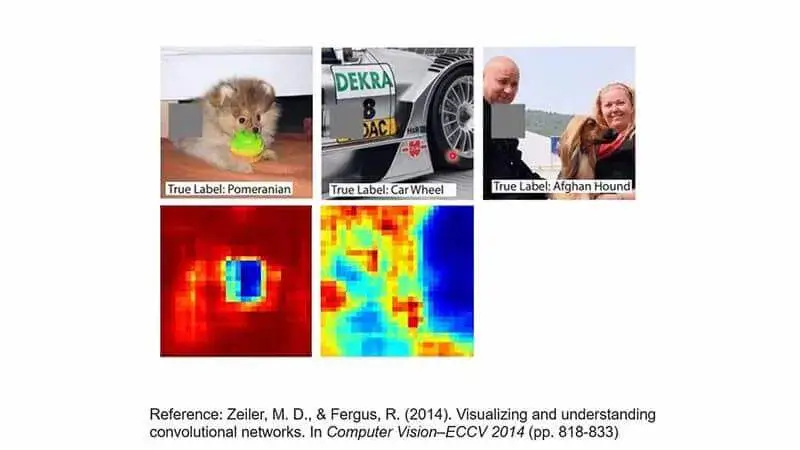 DEKRA
8
DAC
True Label: Pomeranian
True Label: Car Wheel
True Label: Afghan Hound
Reference: Zeiler, M. D., & Fergus, R. (2014). Visualizing and understanding
convolutional networks. In Computer Vision–ECCV 2014 (pp. 818-833)